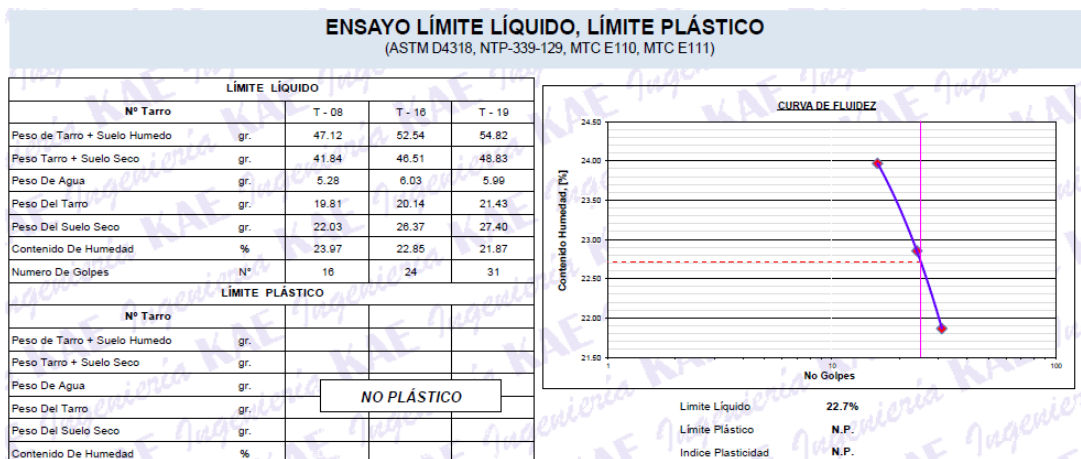 ENSAYO LÍMITE LÍQUIDO, LÍMITE PLÁSTICO
(ASTM D4318, NTP-339-129, MTC E110, MTC E111)
LÍMITE LÍQUIDO
Nº Tarro T - 08 T - 16 T - 19
Peso de Tarro + Suelo Humedo gr. 47.12 52.54 54.82
Peso Tarro + Suelo Seco gr. 41.84 46.51 48.83
Peso De Agua gr. 5.28 6.03 5.99
Peso Del Tarro gr. 19.81 20.14 21.43
Peso Del Suelo Seco gr. 22.03 26.37 27.40
Contenido De Humedad % 23.97 22.85 21.87
Numero De Golpes Nº 16 24 31
LÍMITE PLÁSTICO
Nº Tarro
Peso de Tarro + Suelo Humedo gr.
Peso Tarro + Suelo Seco gr.
Peso De Agua gr.
Peso Del Tarro gr.
Peso Del Suelo Seco gr.
Contenido De Humedad %
NO PLÁSTICO
CURVA DE FLUIDEZ
Contenido Humedad, [%]
24.50
24.00
23.50
23.00
22.50
22.00
21.50
1 10 100
No Golpes
Limite Líquido 22.7%
Límite Plástico N.P.
Indice Plasticidad N.P.
KAE Ingeniería